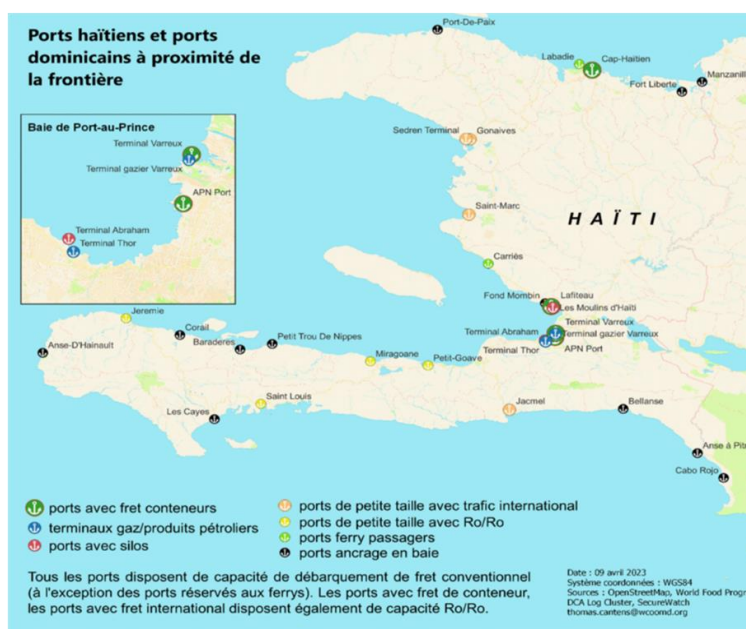 Ports haïtiens et ports
dominicains à proximité de
la frontière
Port-De-Paix
Labadie
Cap-Haïtien
Fort Liberte
Manzanill
Baie de Port-au-Prince
Terminal Varreux
Terminal gazier Varreux
APN Port
Terminal Abraham
Terminal Thor
Sedren Terminal
Gonaives
Saint-Marc
HAÏTI
Carriès
Fond Mombin
Lafiteau
Les Moulins d'Haïti
Terminal Varreux
Terminal Abraham
Terminal gazier Varreux
Terminal Thor
APN Port
Jeremie
Corail
Anse-D'Hainault
Baraderes
Petit Trou De Nippes
Miragoane
Petit-Goave
Saint Louis
Les Cayes
Jacmel
Bellanse
Anse à Pit
Cabo Rojo
ports avec fret conteneurs
terminaux gaz/produits pétroliers
ports avec silos
ports de petite taille avec trafic international
ports de petite taille avec Ro/Ro
ports ferry passagers
ports ancrage en baie
Tous les ports disposent de capacité de débarquement de fret conventionnel
(à l'exception des ports réservés aux ferrys). Les ports avec fret de conteneur,
les ports avec fret international disposent également de capacité Ro/Ro.
Date : 09 avril 2023
Système coordonnées : WGS84
Sources : OpenStreetMap, World Food Progr
DCA Log Cluster, SecureWatch
thomas.cantens@wcoomd.org